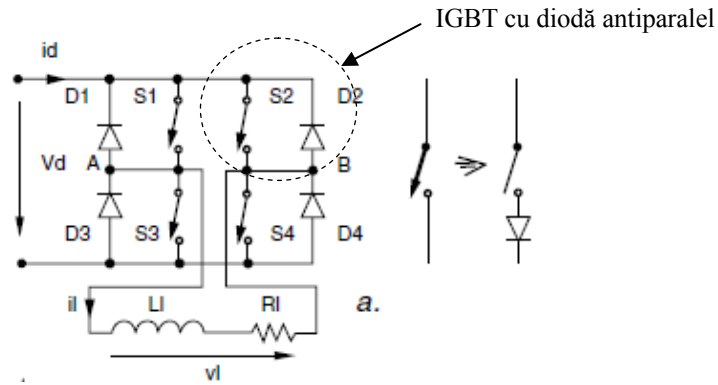 IGBT cu diodă antiparalel
id
D1 S1 S2 D2
Vd A B
D3 S3 S4 D4
il Ll Rl a.
vl